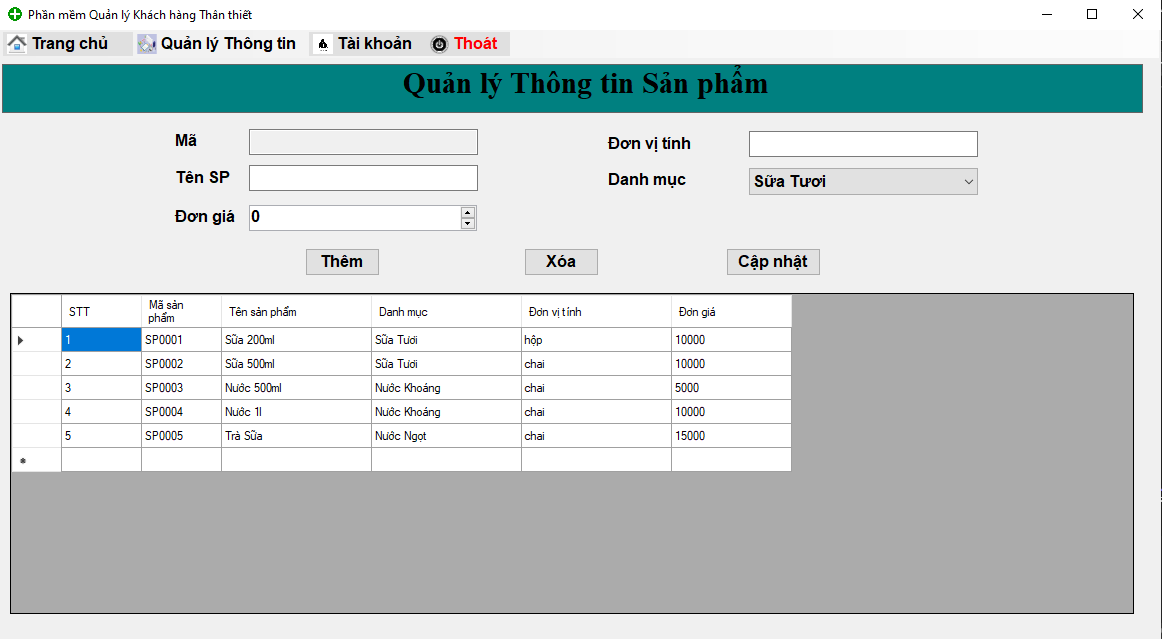 Phần mềm Quản lý Khách hàng Thân thiết
Trang chủ Quản lý Thông tin Tài khoản Thoát
Quản lý Thông tin Sản phẩm
Mã
Đơn vị tính
Tên SP
Danh mục Sữa Tươi
Đơn giá 0
Thêm Xóa Cập nhật
STT Mã sản phẩm Tên sản phẩm Danh mục Đơn vị tính Đơn giá
1 SP0001 Sữa 200ml Sữa Tươi hộp 10000
2 SP0002 Sữa 500ml Sữa Tươi chai 10000
3 SP0003 Nước 500ml Nước Khoáng chai 5000
4 SP0004 Nước 1l Nước Khoáng chai 10000
5 SP0005 Trà Sữa Nước Ngọt chai 15000